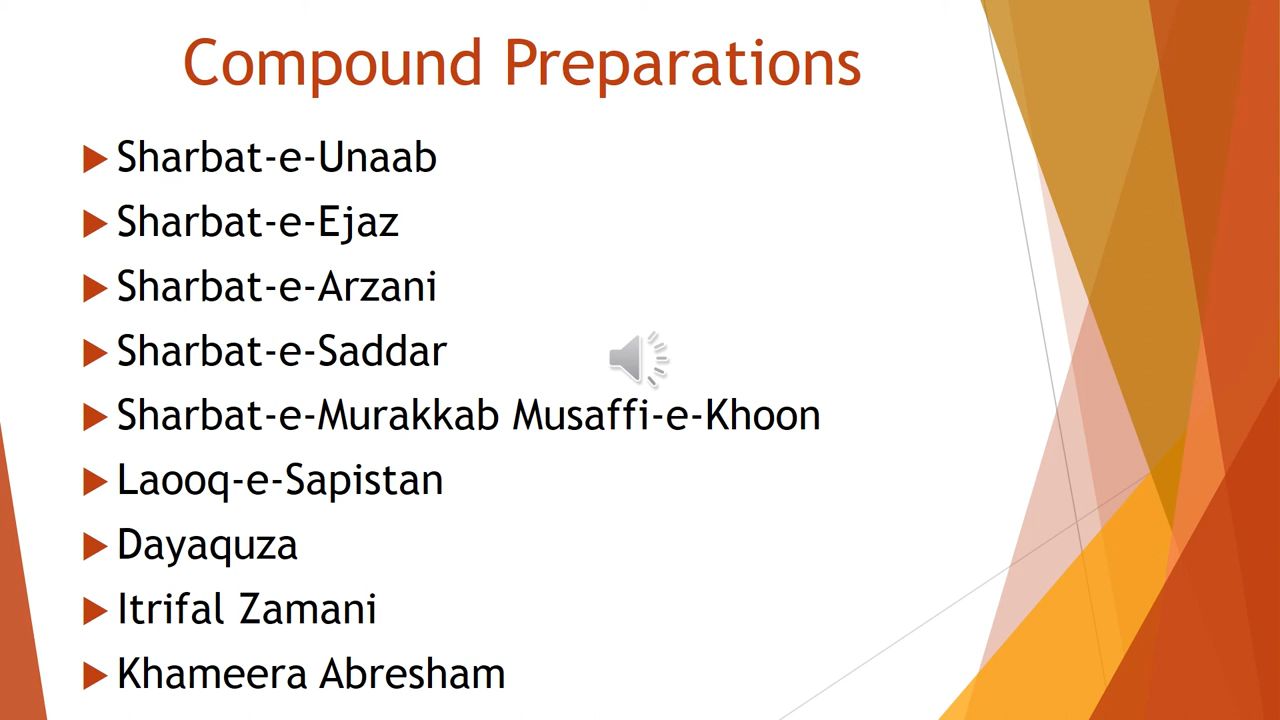 Compound Preparations
Sharbat-e-Unaab
Sharbat-e-Ejaz
Sharbat-e-Arzani
Sharbat-e-Saddar
Sharbat-e-Murakkab Musaffi-e-Khoon
Laooq-e-Sapistan
Dayaquza
Itrifal Zamani
Khameera Abresham